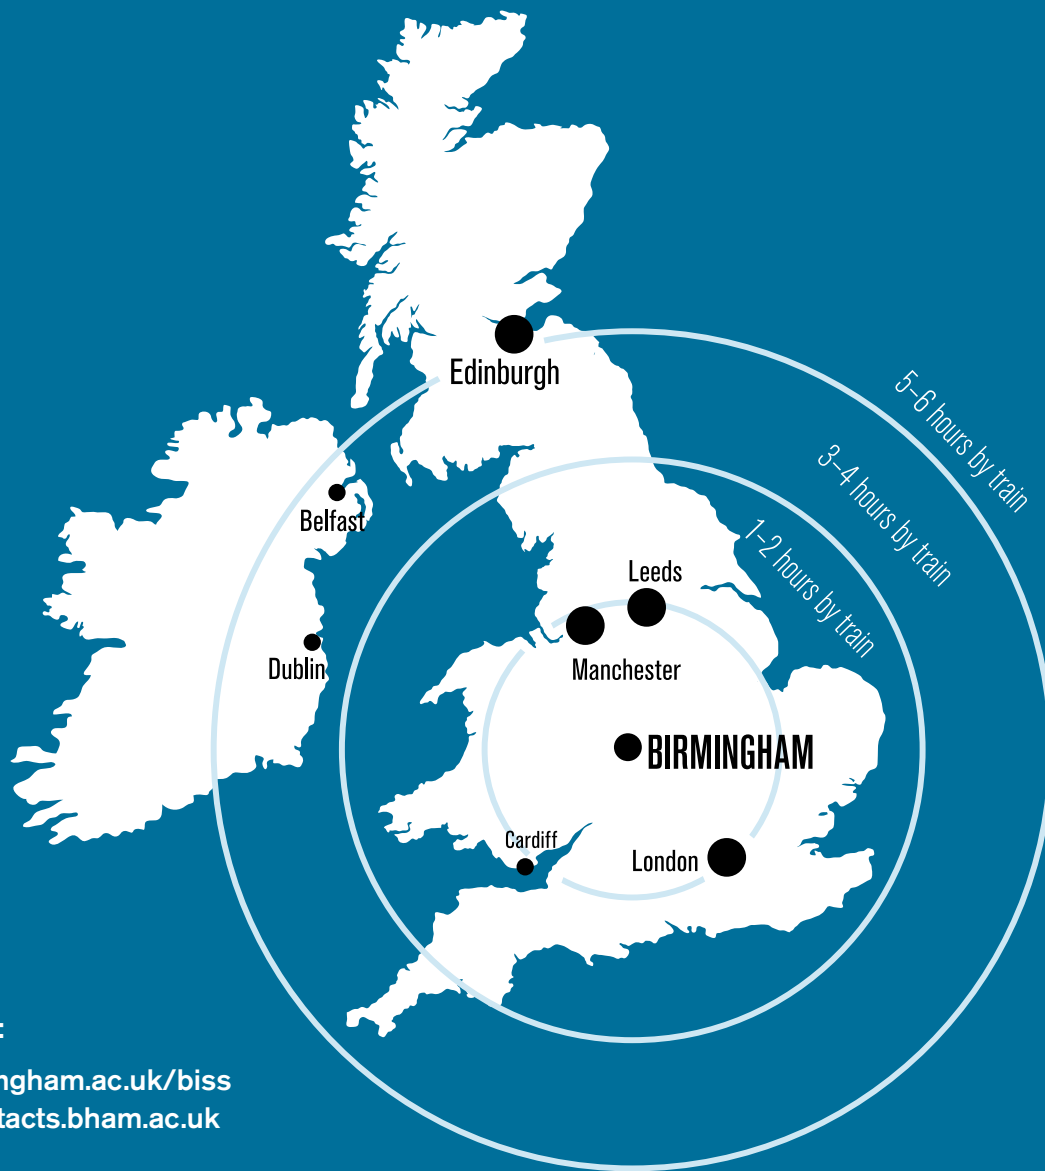 Edinburgh
5–6 hours by train
3–4 hours by train
1–2 hours by train
Belfast
Leeds
Dublin
Manchester
BIRMINGHAM
Cardiff
London
:
ngham.ac.uk/biss
tacts.bham.ac.uk